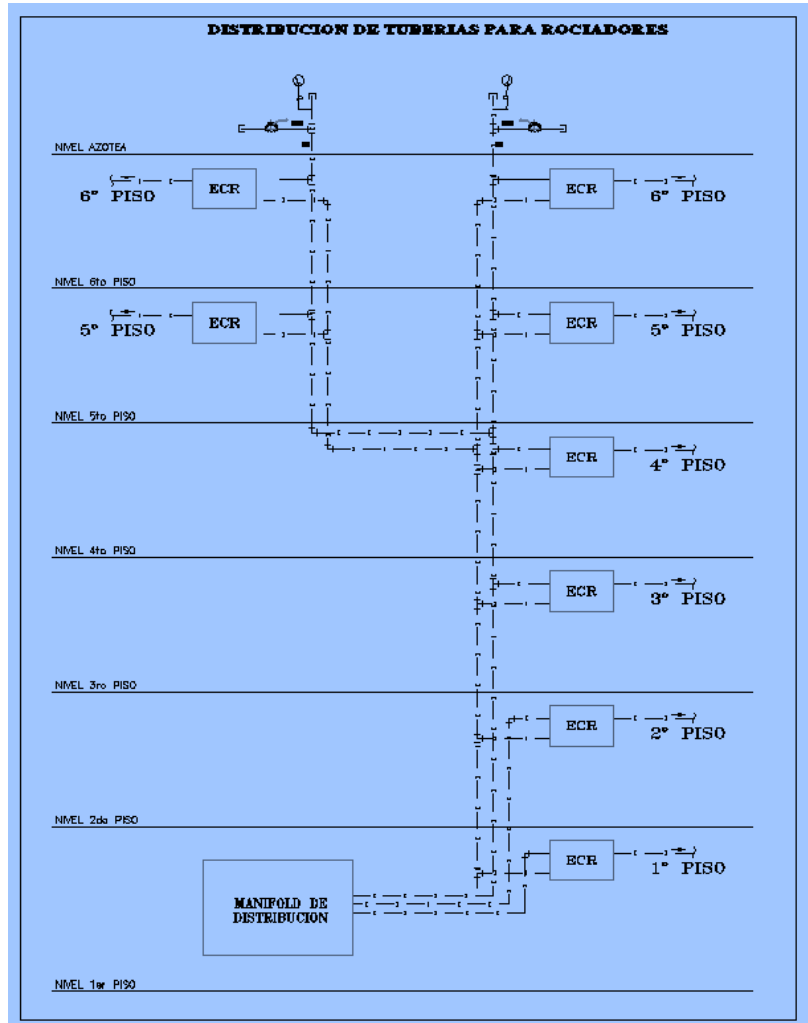 DISTRIBUCION DE TUBERIAS PARA ROCIADORES
NIVEL AZOTEA
ECR
6° PISO
ECR
6° PISO
NIVEL 6to PISO
ECR
5° PISO
ECR
5° PISO
NIVEL 5to PISO
ECR
4° PISO
NIVEL 4to PISO
ECR
3° PISO
NIVEL 3ro PISO
ECR
2° PISO
NIVEL 2do PISO
ECR
1° PISO
MANIFOLD DE
DISTRIBUCION
NIVEL 1er PISO